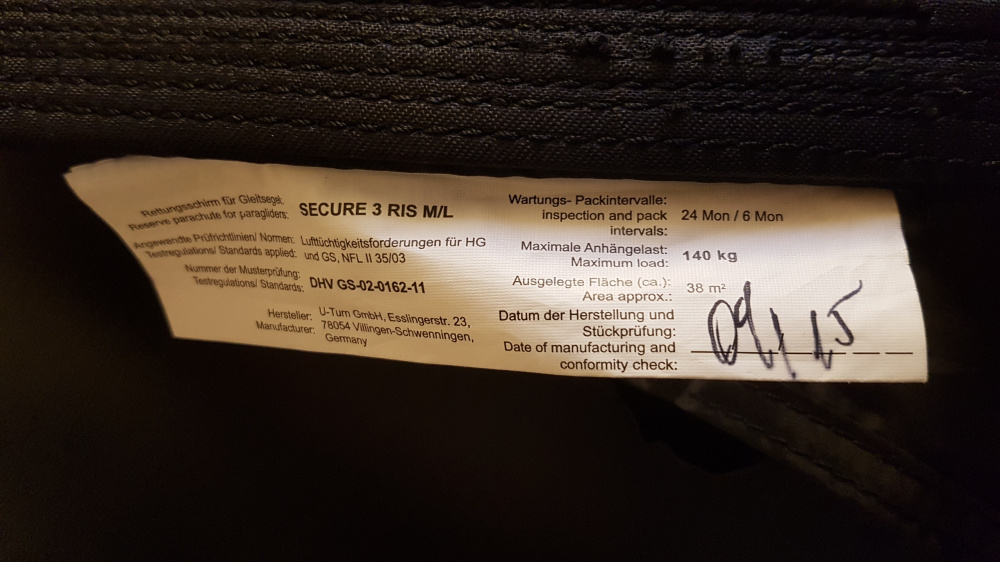 Rettungsschirm für Gleitsegel:
Reserve parachute for paragliders:
SECURE 3 RIS M/L
Angewandte Prüfrichtlinien/ Normen:
Testregulations/ Standards applied:
Lufttüchtigkeitsforderungen für HG
und GS, NFL II 35/03
Nummer der Musterprüfung:
Testregulations/ Standards:
DHV GS-02-0162-11
Hersteller:
Manufacturer:
U-Turn GmbH, Esslingerstr. 23,
78054 Villingen-Schwenningen,
Germany
Wartungs- Packintervalle:
inspection and pack
intervals:
24 Mon / 6 Mon
Maximale Anhängelast:
Maximum load:
140 kg
Ausgelegte Fläche (ca.):
Area approx.:
38 m²
Datum der Herstellung und
Stückprüfung:
Date of manufacturing and
conformity check:
09/15